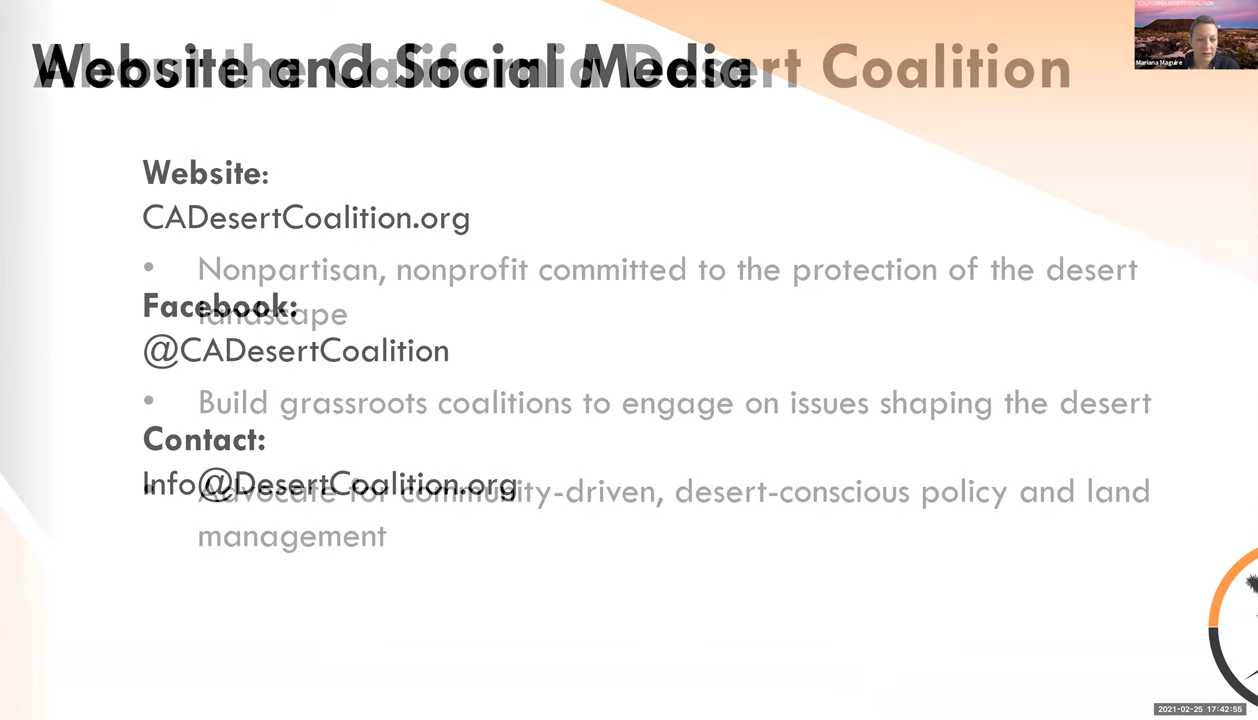 CALIFORNIA DESERT COALITION
Mariana Maguire
Website and Social Media
About the California Desert Coalition
Website:
CADesertCoalition.org
• Nonpartisan, nonprofit committed to the protection of the desert
landscape
Facebook:
@CADesertCoalition
• Build grassroots coalitions to engage on issues shaping the desert
Contact:
Info@DesertCoalition.org
• Advocate for community-driven, desert-conscious policy and land
management
2021-02-25 17:42:55